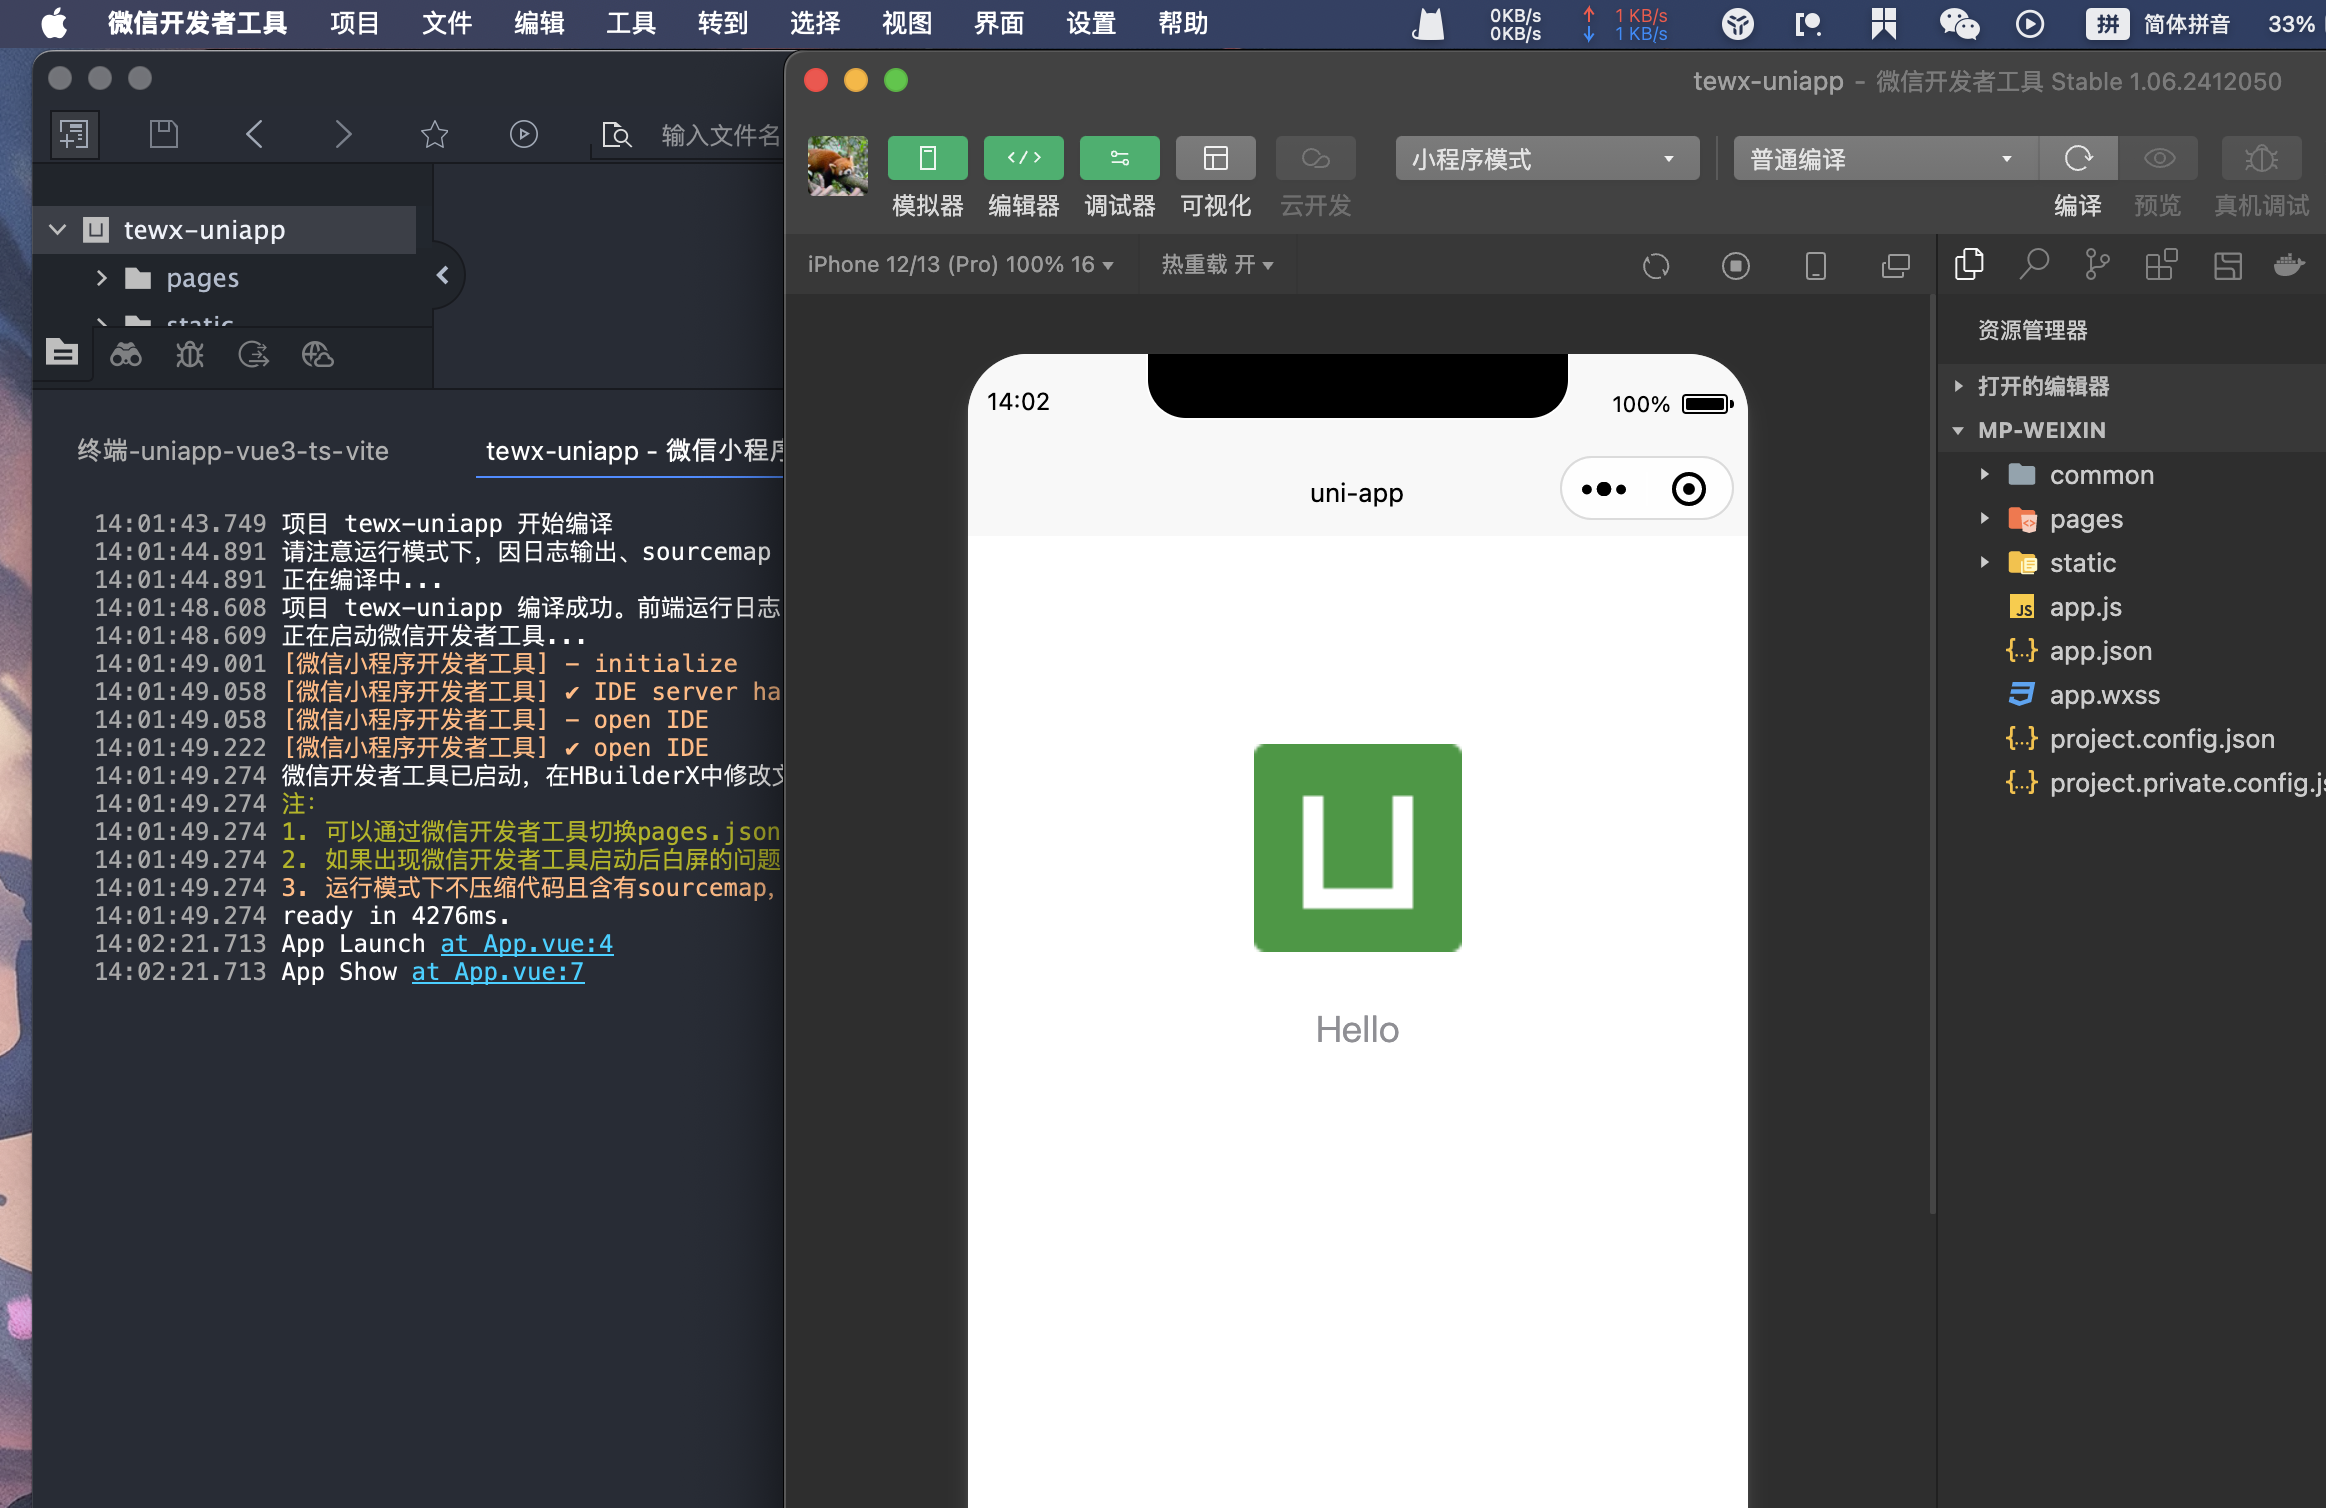 微信开发者工具 项目 文件 编辑 工具 转到 选择 视图 界面 设置 帮助
0KB/s
0KB/s
1 KB/s
1 KB/s
拼 简体拼音 33%
输入文件名
tewx-uniapp
pages
static
终端-uniapp-vue3-ts-vite
tewx-uniapp - 微信小程序
14:01:43.749 项目 tewx-uniapp 开始编译
14:01:44.891 请注意运行模式下，因日志输出、sourcemap
14:01:44.891 正在编译中...
14:01:48.608 项目 tewx-uniapp 编译成功。前端运行日志
14:01:48.609 正在启动微信开发者工具...
14:01:49.001 [微信小程序开发者工具] - initialize
14:01:49.058 [微信小程序开发者工具] ✔ IDE server ha
14:01:49.058 [微信小程序开发者工具] - open IDE
14:01:49.222 [微信小程序开发者工具] ✔ open IDE
14:01:49.274 微信开发者工具已启动，在HBuilderX中修改文
14:01:49.274 注：
14:01:49.274 1. 可以通过微信开发者工具切换pages.json
14:01:49.274 2. 如果出现微信开发者工具启动后白屏的问题
14:01:49.274 3. 运行模式下不压缩代码且含有sourcemap，
14:01:49.274 ready in 4276ms.
14:02:21.713 App Launch at App.vue:4
14:02:21.713 App Show at App.vue:7
tewx-uniapp - 微信开发者工具 Stable 1.06.2412050
小程序模式
普通编译
模拟器 编辑器 调试器 可视化 云开发
编译 预览 真机调试
iPhone 12/13 (Pro) 100% 16
热重载 开
14:02
100%
uni-app
Hello
资源管理器
打开的编辑器
MP-WEIXIN
common
pages
static
JS app.js
{...} app.json
app.wxss
{...} project.config.json
{...} project.private.config.js